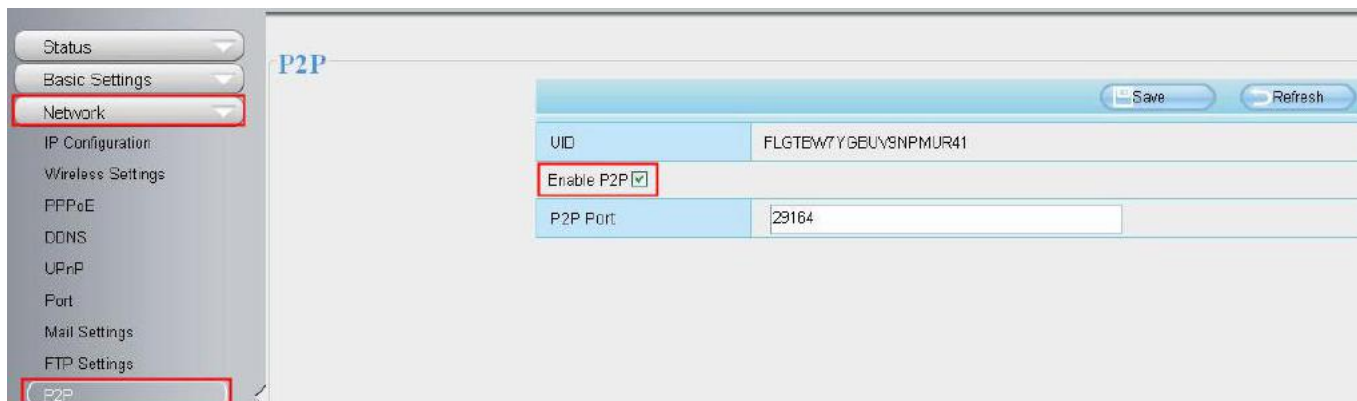 Status
Basic Settings
Network
IP Configuration
Wireless Settings
PPPoE
DDNS
UPnP
Port
Mail Settings
FTP Settings
P2P
P2P
Save Refresh
UID FLGTEW7YGBUV9NPMUR41
Enable P2P
P2P Port 29164